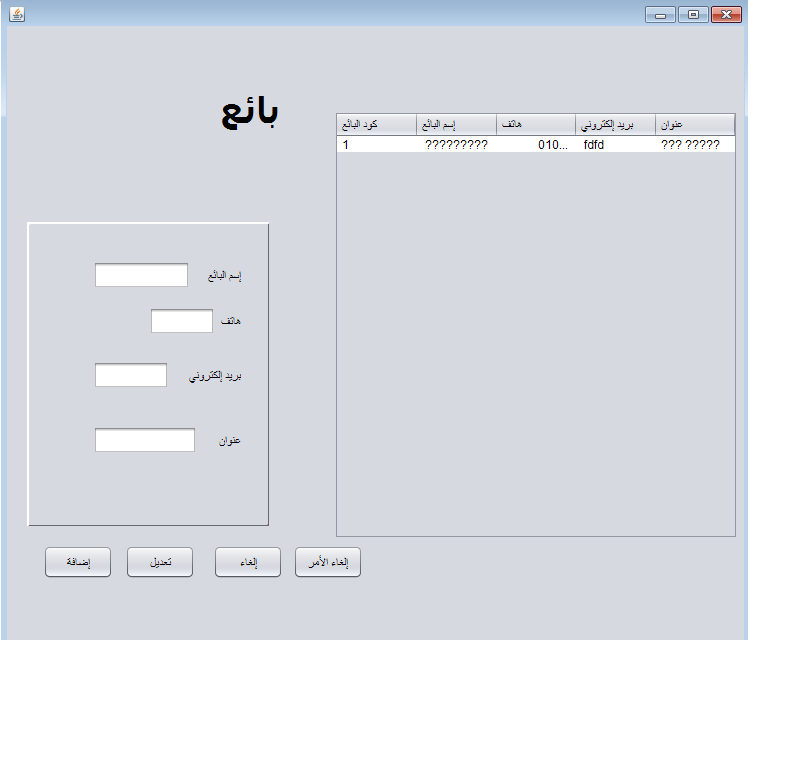 بائع
كود البائع إسم البائع هاتف بريد إلكتروني عنوان
1 ????????? 010... fdfd ??? ?????
إسم البائع
هاتف
بريد إلكتروني
عنوان
إضافة تعديل إلغاء إلغاء الأمر